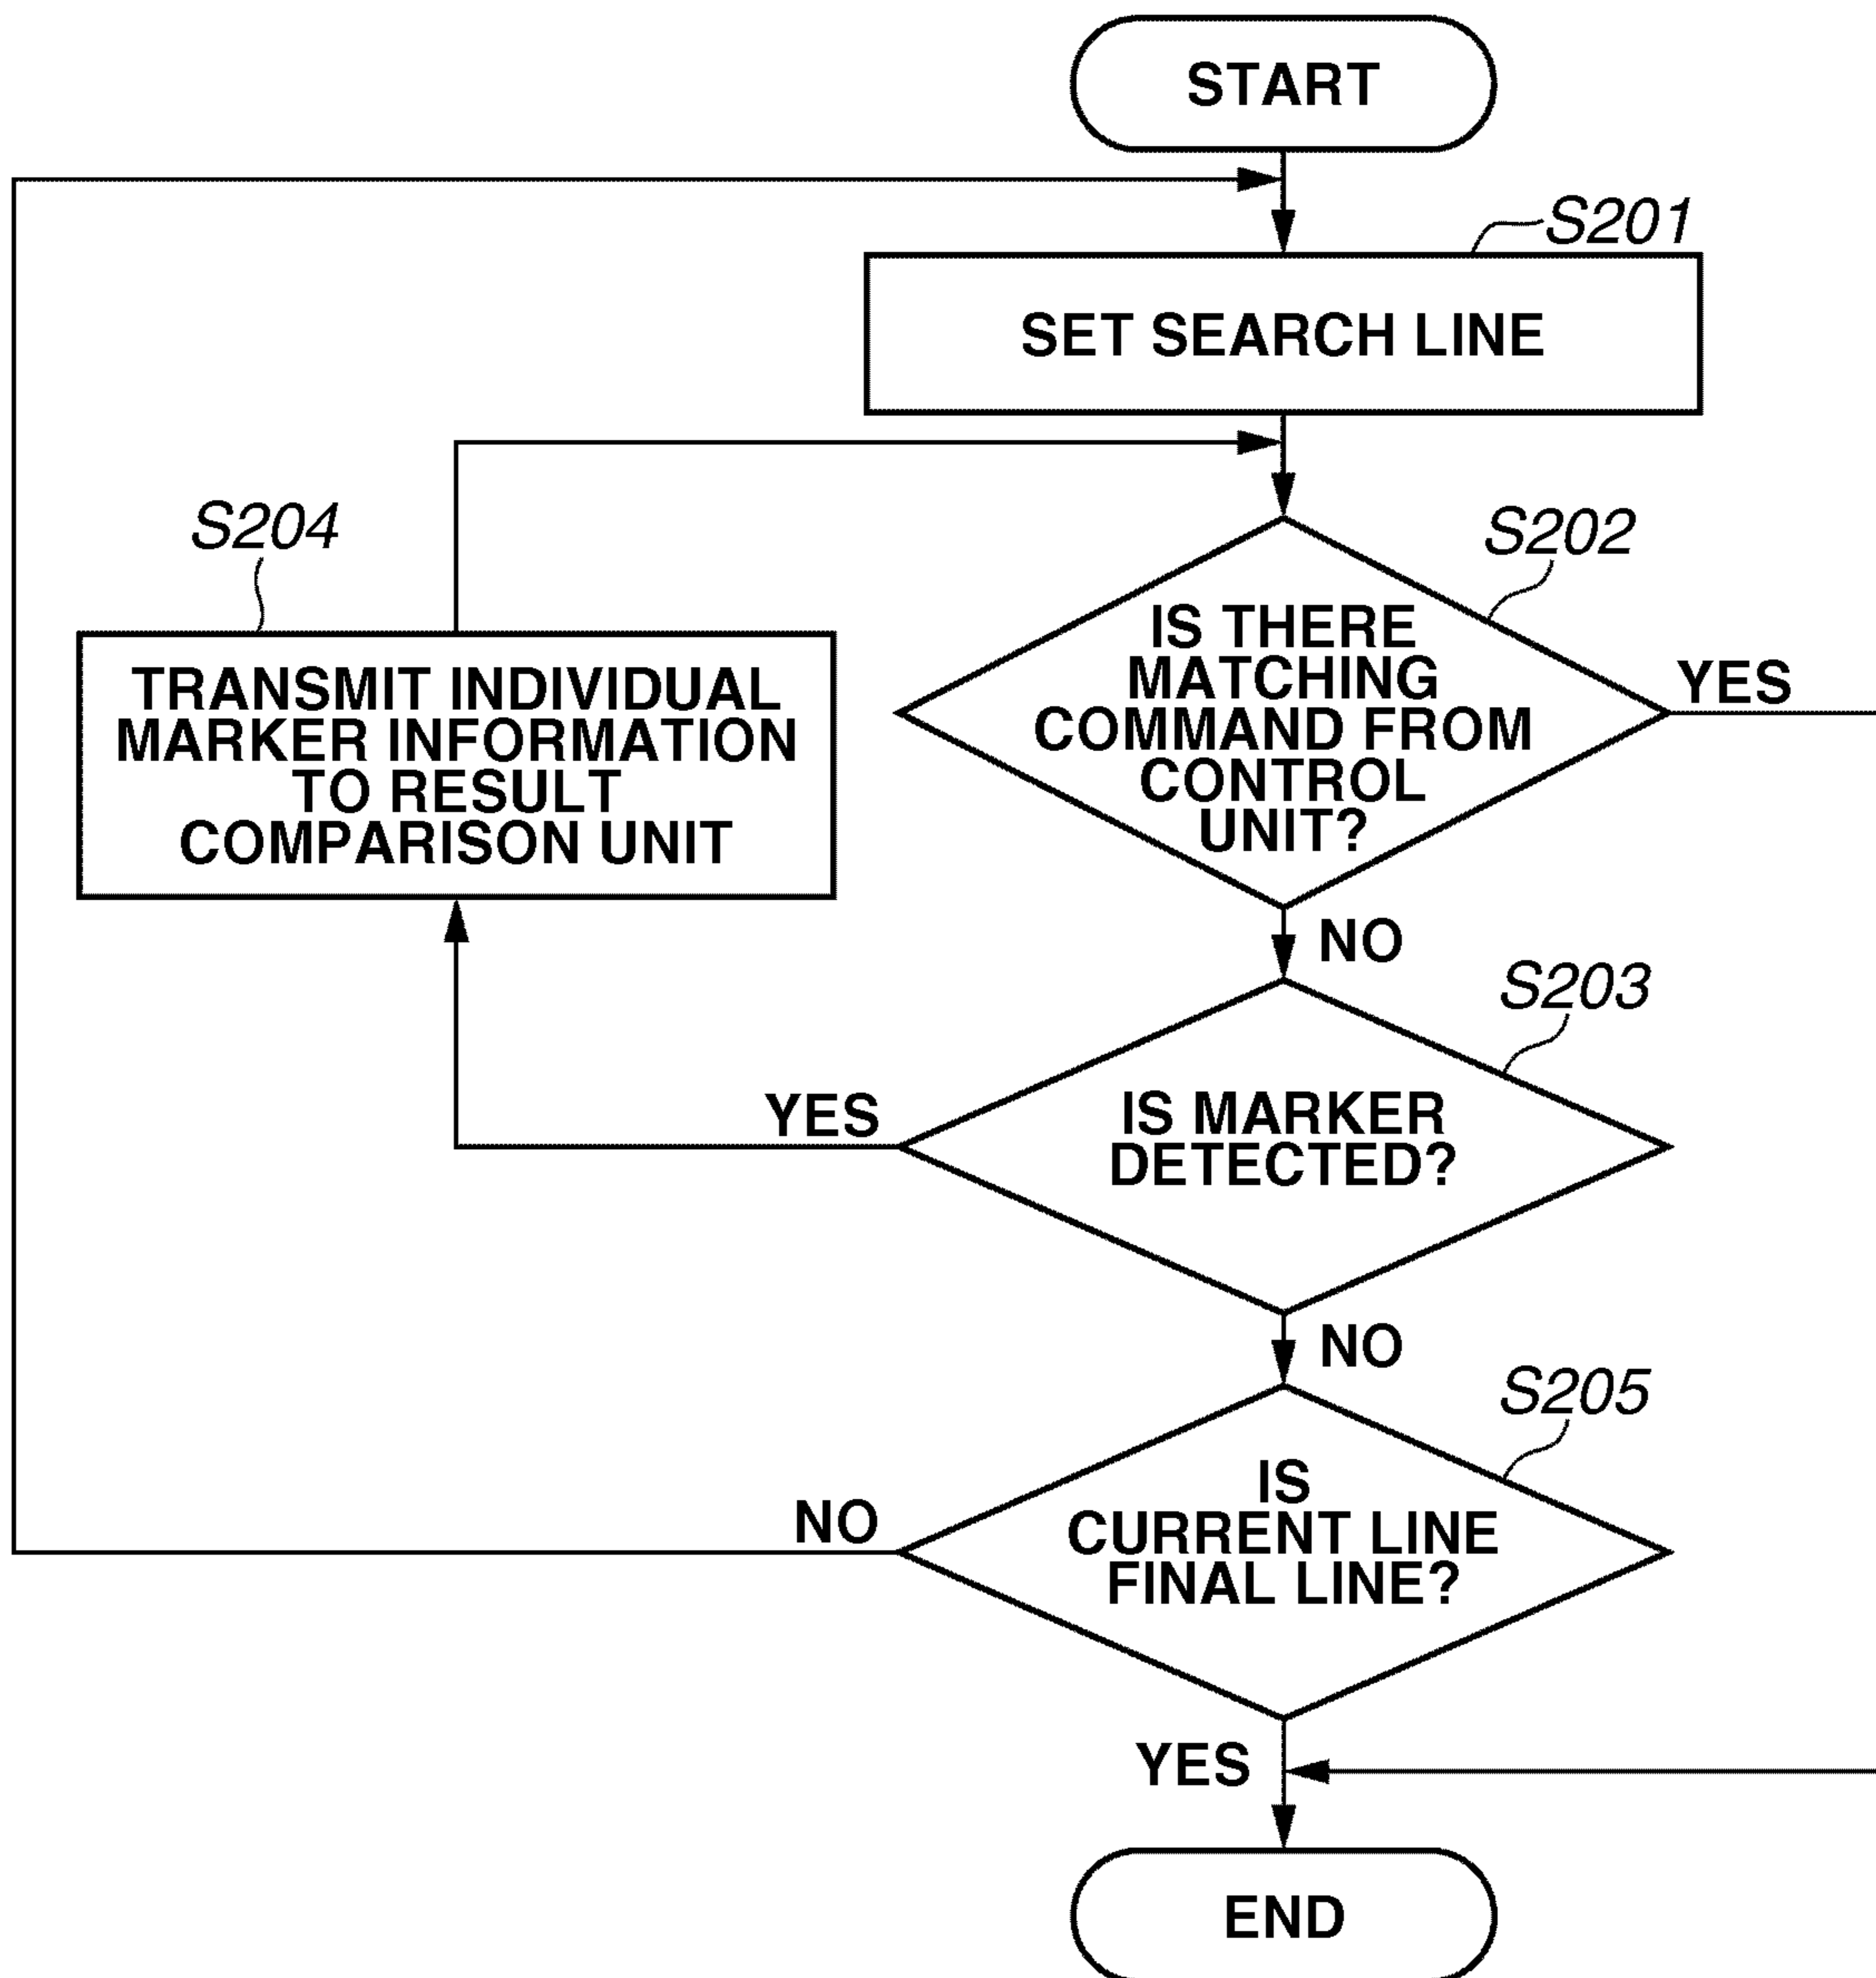 START
S201
SET SEARCH LINE
S204
S202
TRANSMIT INDIVIDUAL
MARKER INFORMATION
TO RESULT
COMPARISON UNIT
IS THERE
MATCHING
COMMAND FROM
CONTROL
UNIT?
YES
NO
S203
IS MARKER
DETECTED?
YES
NO
S205
IS
CURRENT LINE
FINAL LINE?
NO
YES
END